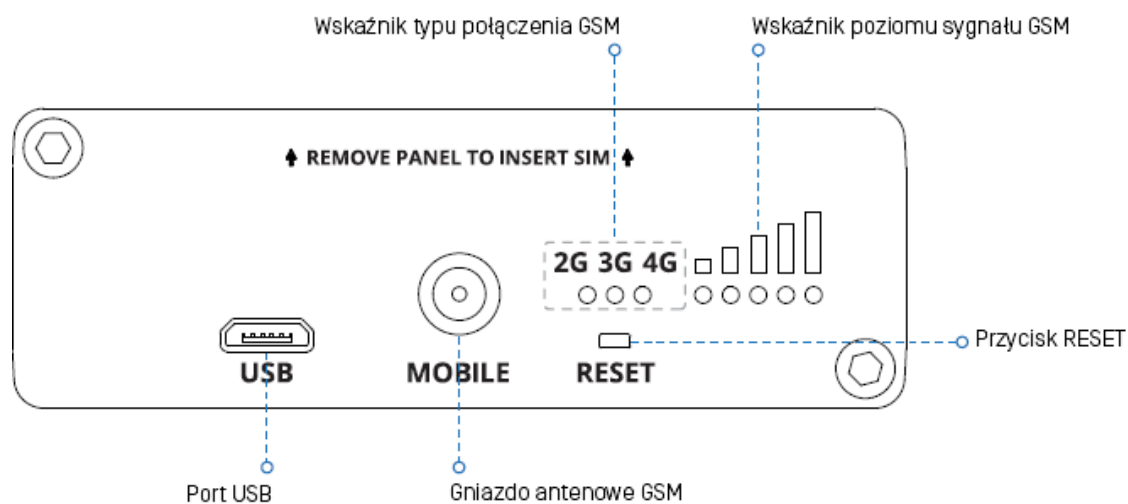 Wskaźnik typu połączenia GSM
Wskaźnik poziomu sygnału GSM
REMOVE PANEL TO INSERT SIM
2G 3G 4G
Przycisk RESET
USB
MOBILE
RESET
Port USB
Gniazdo antenowe GSM